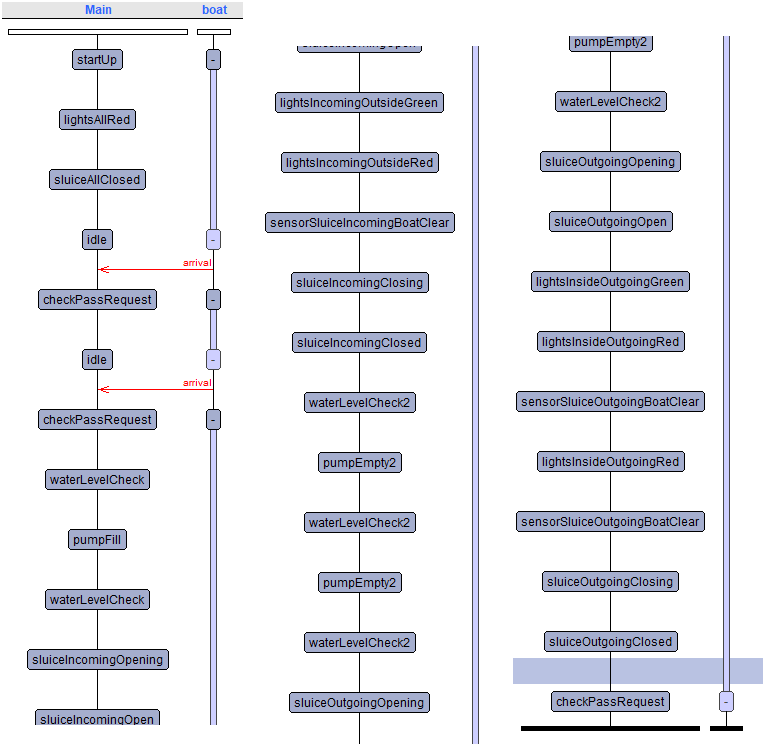 Main boat
startUp -
lightsAllRed
sluiceAllClosed
idle -
arrival
checkPassRequest -
idle -
arrival
checkPassRequest -
waterLevelCheck
pumpFill
waterLevelCheck
sluiceIncomingOpening
sluiceIncomingOpen
sluiceIncomingOpen
lightsIncomingOutsideGreen
lightsIncomingOutsideRed
sensorSluiceIncomingBoatClear
sluiceIncomingClosing
sluiceIncomingClosed
waterLevelCheck2
pumpEmpty2
waterLevelCheck2
pumpEmpty2
waterLevelCheck2
sluiceOutgoingOpening
pumpEmpty2
waterLevelCheck2
sluiceOutgoingOpening
sluiceOutgoingOpen
lightsInsideOutgoingGreen
lightsInsideOutgoingRed
sensorSluiceOutgoingBoatClear
lightsInsideOutgoingRed
sensorSluiceOutgoingBoatClear
sluiceOutgoingClosing
sluiceOutgoingClosed
checkPassRequest -